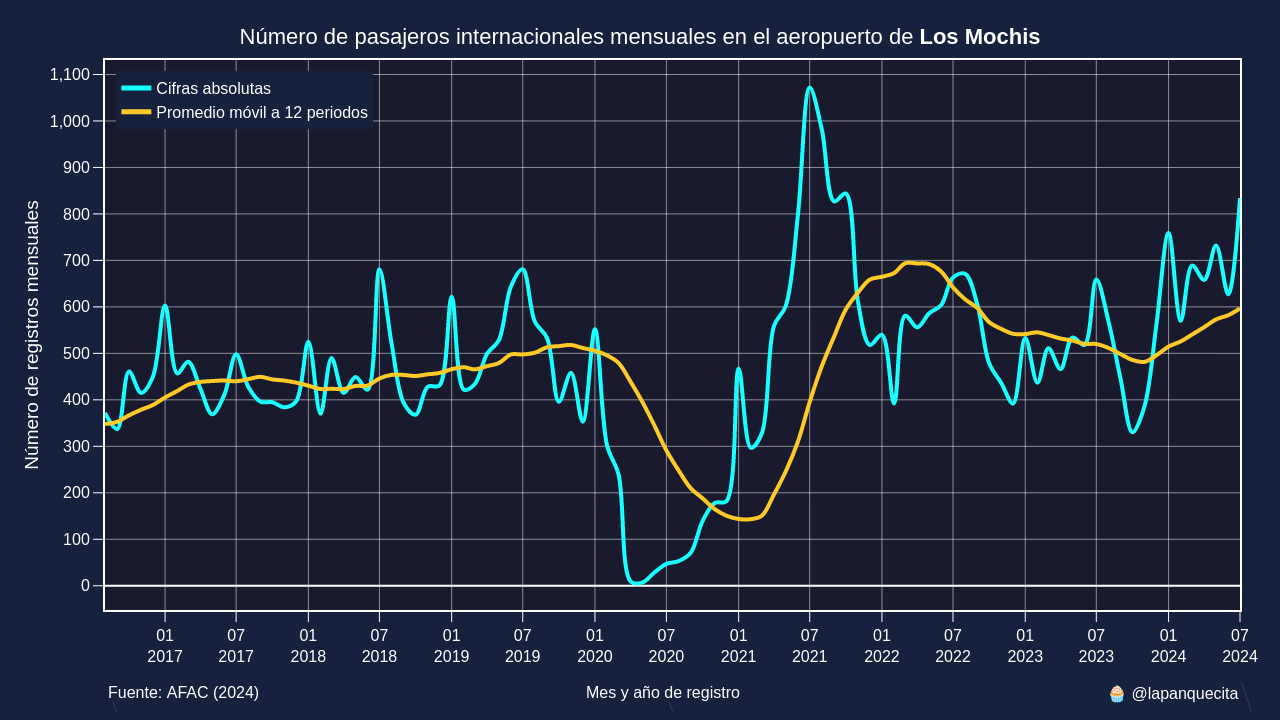 Número de pasajeros internacionales mensuales en el aeropuerto de Los Mochis
Cifras absolutas
Promedio móvil a 12 periodos
Número de registros mensuales
1,100
1,000
900
800
700
600
500
400
300
200
100
0
01 07 01 07 01 07 01 07 01 07 01 07 01 07 01 07
2017 2017 2018 2018 2019 2019 2020 2020 2021 2021 2022 2022 2023 2023 2024 2024
Fuente: AFAC (2024) Mes y año de registro 🧁 @lapanquecita